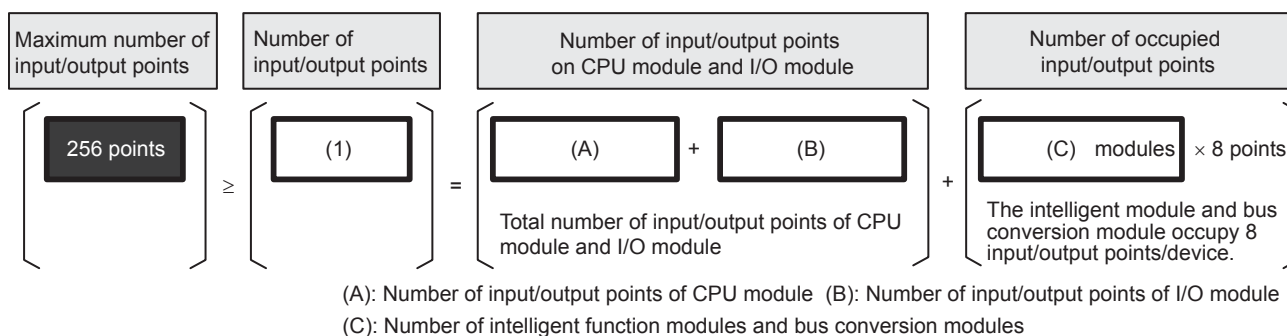 Maximum number of
input/output points
Number of
input/output points
Number of input/output points
on CPU module and I/O module
Number of occupied
input/output points
256 points
≥
(1)
=
(A)
+
(B)
Total number of input/output points of CPU
module and I/O module
+
(C) modules × 8 points
The intelligent module and bus
conversion module occupy 8
input/output points/device.
(A): Number of input/output points of CPU module (B): Number of input/output points of I/O module
(C): Number of intelligent function modules and bus conversion modules